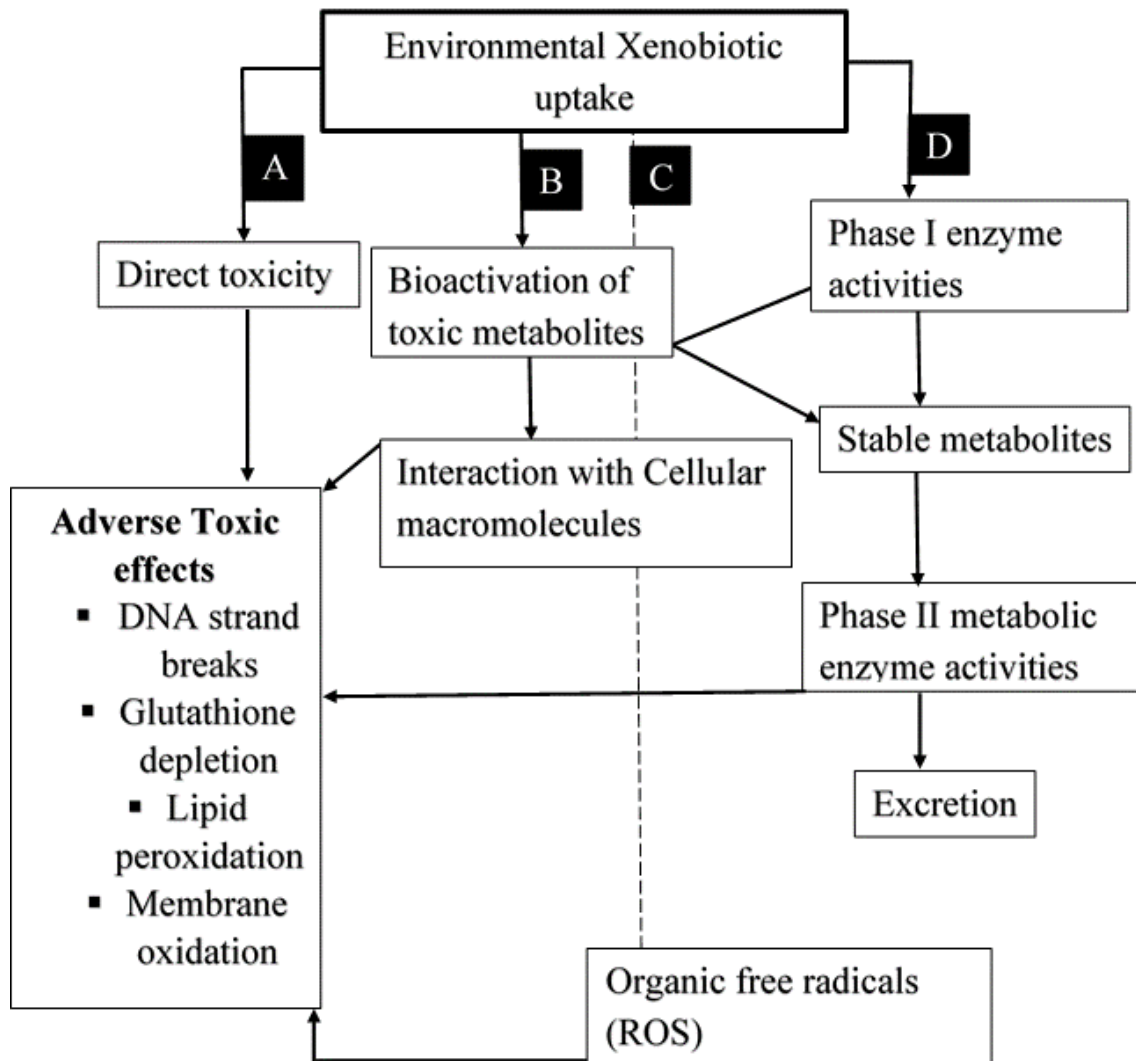 Environmental Xenobiotic
uptake
A
B
C
D
Direct toxicity
Bioactivation of
toxic metabolites
Phase I enzyme
activities
Stable metabolites
Interaction with Cellular
macromolecules
Adverse Toxic
effects
▪ DNA strand
breaks
▪ Glutathione
depletion
▪ Lipid
peroxidation
▪ Membrane
oxidation
Phase II metabolic
enzyme activities
Excretion
Organic free radicals
(ROS)